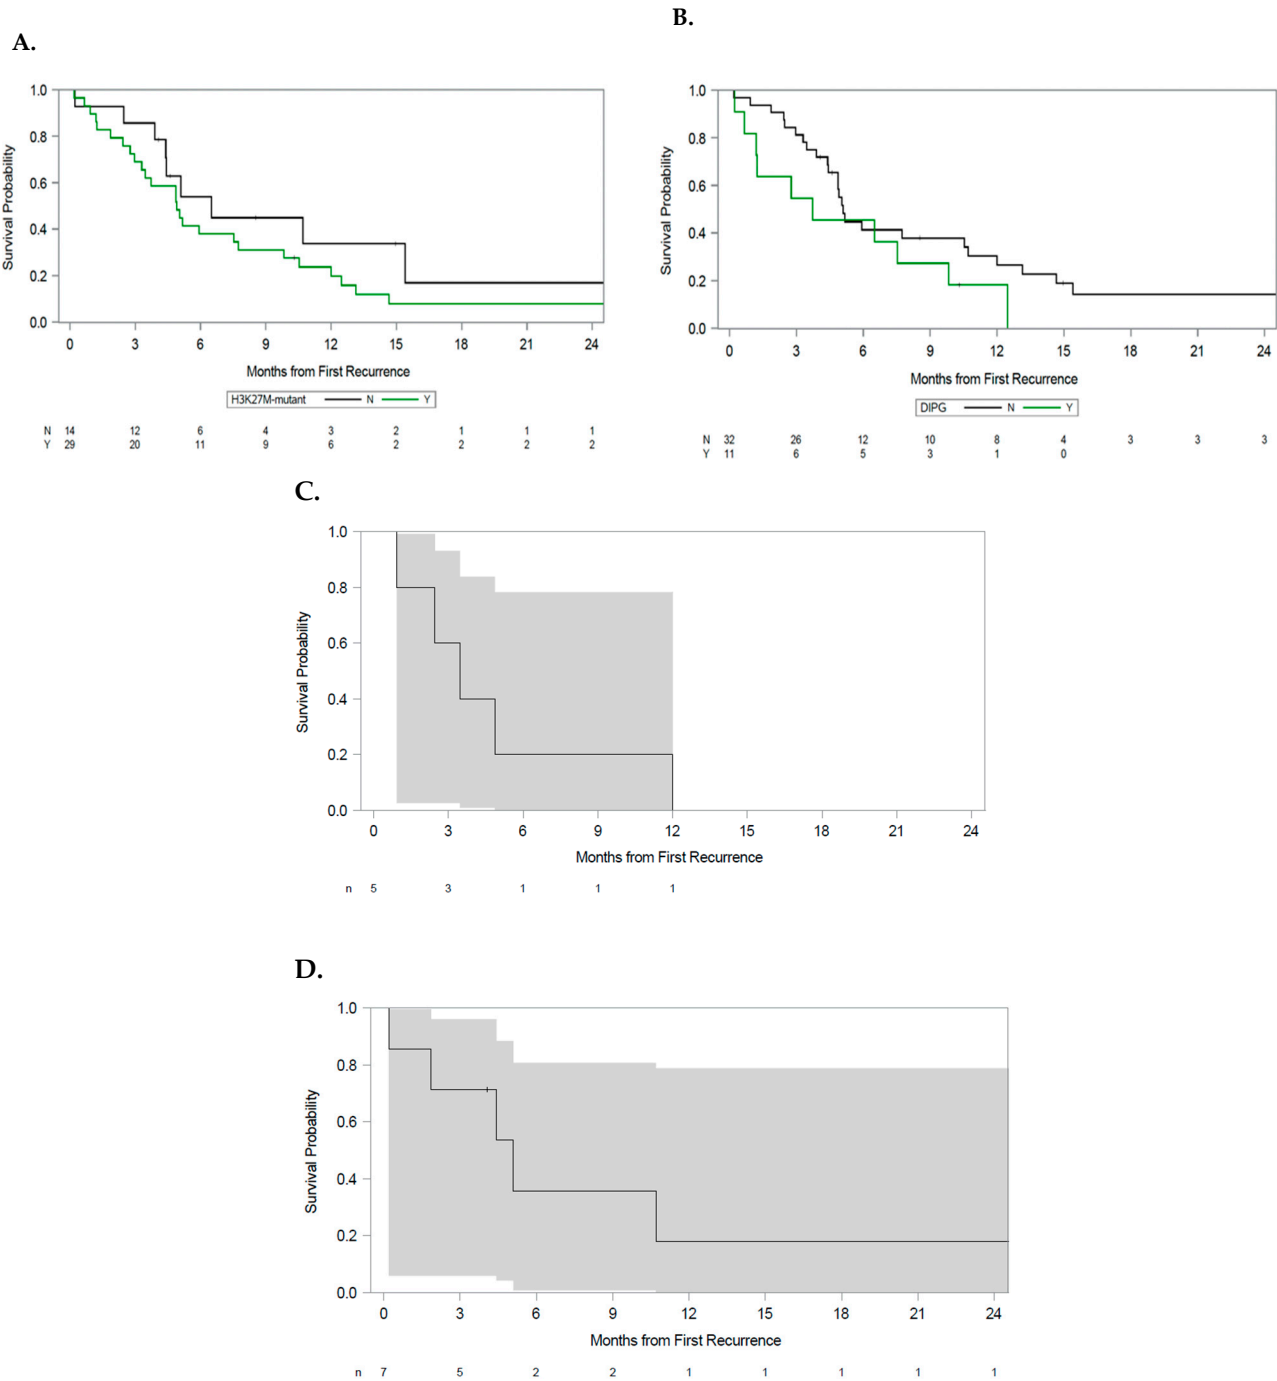 A.
1.0
0.8
0.6
0.4
0.2
0.0
Survival Probability
0 3 6 9 12 15 18 21 24
Months from First Recurrence
H3K27M-mutant N Y
N 14 12 6 4 3 2 1 1 1
Y 29 20 11 9 6 2 2 2 2
B.
1.0
0.8
0.6
0.4
0.2
0.0
Survival Probability
0 3 6 9 12 15 18 21 24
Months from First Recurrence
DIPG N Y
N 32 26 12 10 8 4 3 3 3
Y 11 6 5 3 1 0
C.
1.0
0.8
0.6
0.4
0.2
0.0
Survival Probability
0 3 6 9 12 15 18 21 24
Months from First Recurrence
n 5 3 1 1 1
D.
1.0
0.8
0.6
0.4
0.2
0.0
Survival Probability
0 3 6 9 12 15 18 21 24
Months from First Recurrence
n 7 5 2 2 1 1 1 1 1